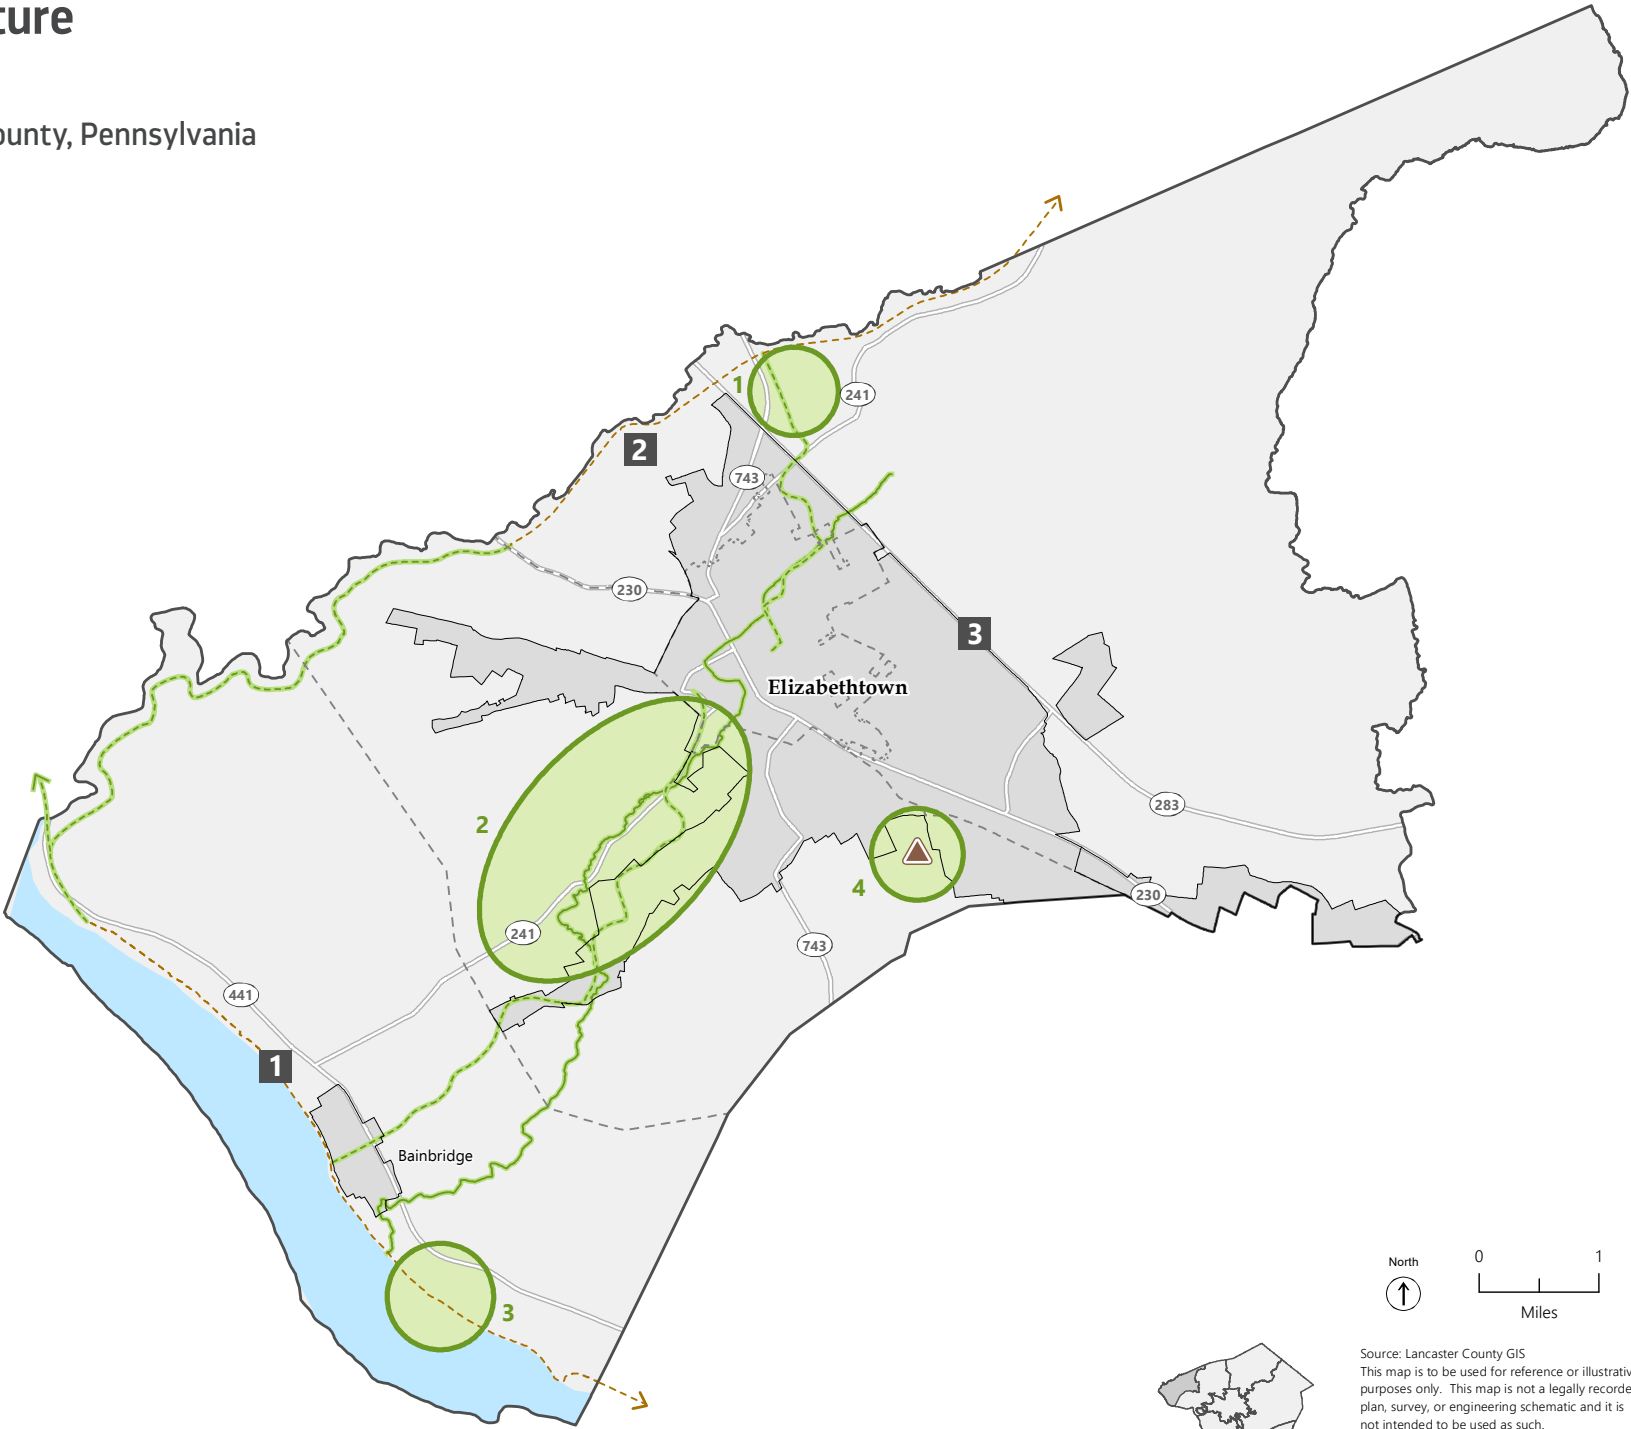 ture
ounty, Pennsylvania
1
241
2
743
230
3
Elizabethtown
283
2
4
230
241
743
441
1
Bainbridge
3
North
0 1
Miles
Source: Lancaster County GIS
This map is to be used for reference or illustrativ
purposes only. This map is not a legally recorde
plan, survey, or engineering schematic and it is
not intended to be used as such.